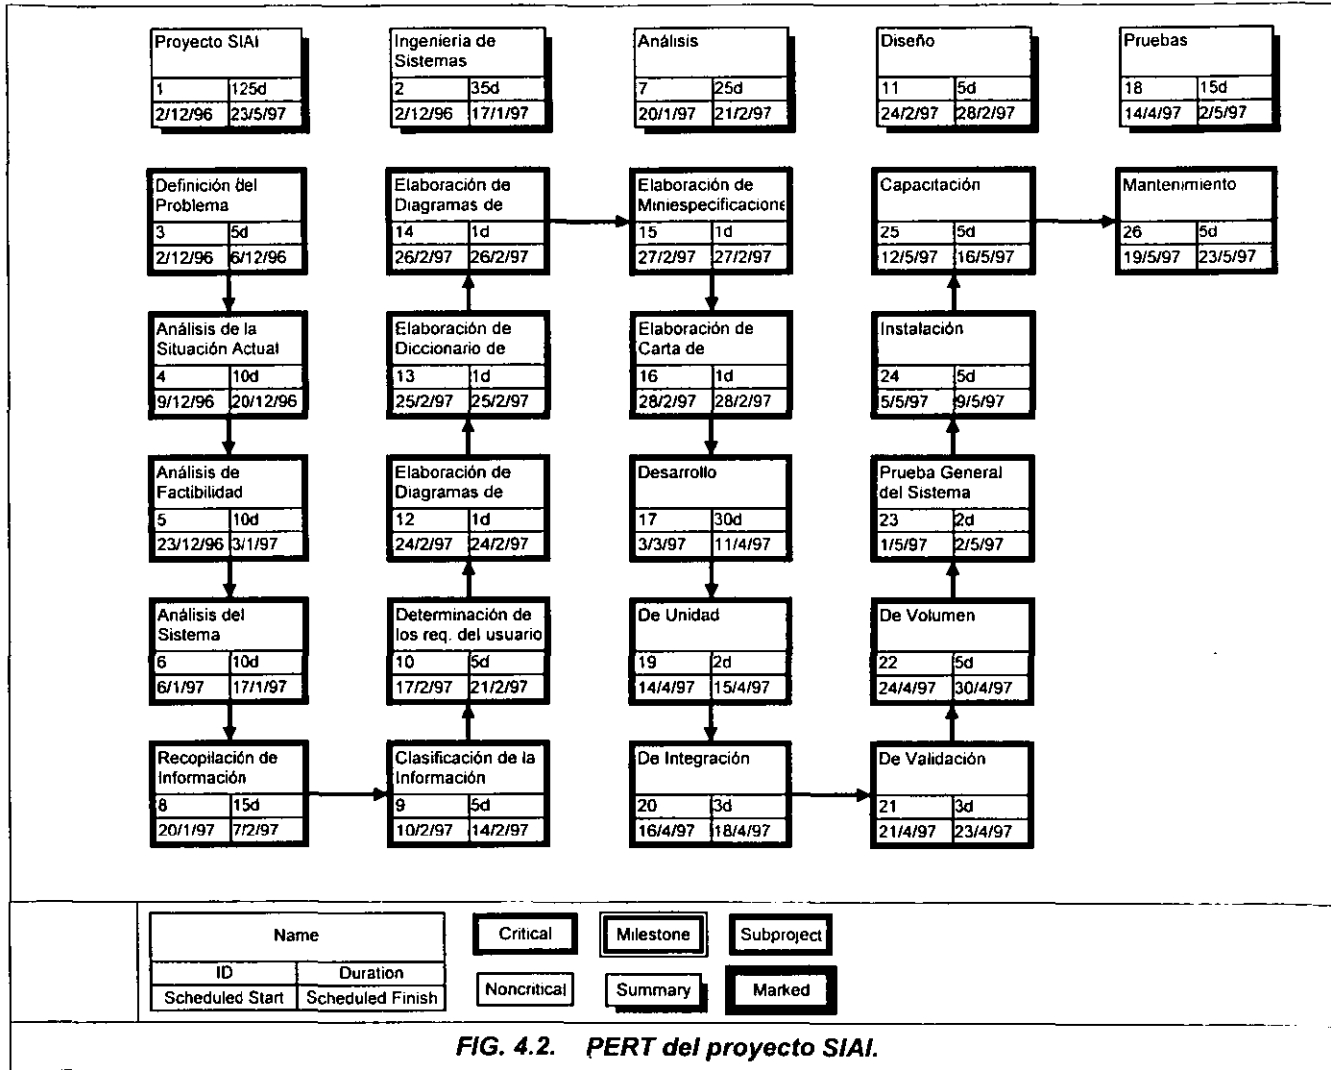 Proyecto SIAI
1 125d
2/12/96 23/5/97
Ingenieria de
Sistemas
2 35d
2/12/96 17/1/97
Análisis
7 25d
20/1/97 21/2/97
Diseño
11 5d
24/2/97 28/2/97
Pruebas
18 15d
14/4/97 2/5/97
Definición del
Problema
3 5d
2/12/96 6/12/96
Elaboración de
Diagramas de
14 1d
26/2/97 26/2/97
Elaboración de
Miniespecificacione
15 1d
27/2/97 27/2/97
Capacitación
25 5d
12/5/97 16/5/97
Mantenimiento
26 5d
19/5/97 23/5/97
Análisis de la
Situación Actual
4 10d
9/12/96 20/12/96
Elaboración de
Diccionario de
13 1d
25/2/97 25/2/97
Elaboración de
Carta de
16 1d
28/2/97 28/2/97
Instalación
24 5d
5/5/97 9/5/97
Análisis de
Factibilidad
5 10d
23/12/96 3/1/97
Elaboración de
Diagramas de
12 1d
24/2/97 24/2/97
Desarrollo
17 30d
3/3/97 11/4/97
Prueba General
del Sistema
23 2d
1/5/97 2/5/97
Análisis del
Sistema
6 10d
6/1/97 17/1/97
Determinación de
los req. del usuario
10 5d
17/2/97 21/2/97
De Unidad
19 2d
14/4/97 15/4/97
De Volumen
22 5d
24/4/97 30/4/97
Recopilación de
Información
8 15d
20/1/97 7/2/97
Clasificación de la
Información
9 5d
10/2/97 14/2/97
De Integración
20 3d
16/4/97 18/4/97
De Validación
21 3d
21/4/97 23/4/97
Name
ID Duration
Scheduled Start Scheduled Finish
Critical Milestone Subproject
Noncritical Summary Marked
FIG. 4.2. PERT del proyecto SIAI.